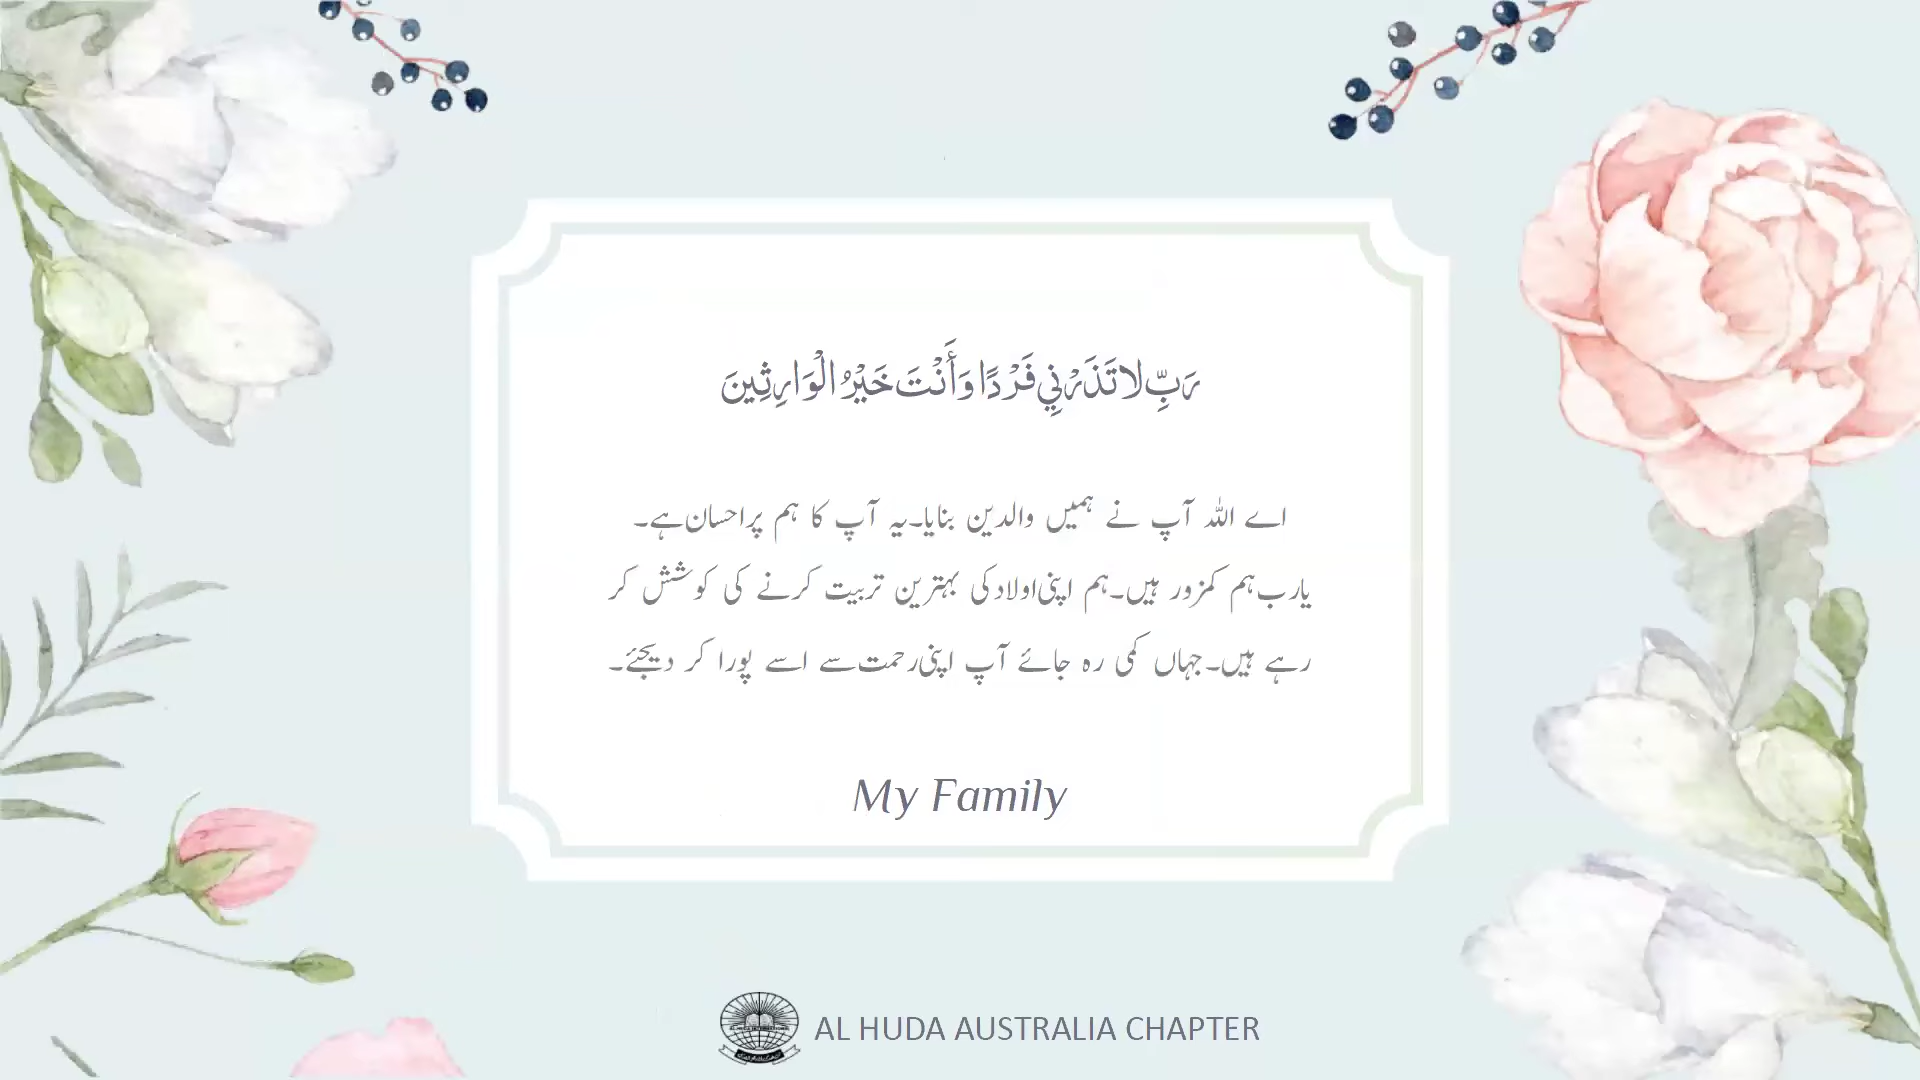 رَبِّ لا تَذَرْنِي فَرْدًا وَأَنْتَ خَيْرُ الْوَارِثِينَ
اے اللہ آپ نے ہمیں والدین بنایا۔یہ آپ کا ہم پراحسان ہے۔
یارب ہم کمزور ہیں۔ہم اپنی اولاد کی بہترین تربیت کرنے کی کوشش کر
رہے ہیں۔جہاں کمی رہ جائے آپ اپنی رحمت سے اسے پورا کر دیجئے۔
My Family
AL HUDA AUSTRALIA CHAPTER